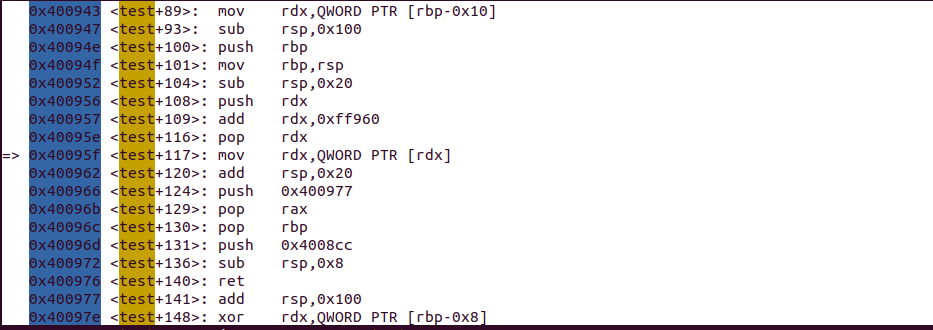 0x400943 <test+89>: mov rdx,QWORD PTR [rbp-0x10]
0x400947 <test+93>: sub rsp,0x100
0x40094e <test+100>: push rbp
0x40094f <test+101>: mov rbp,rsp
0x400952 <test+104>: sub rsp,0x20
0x400956 <test+108>: push rdx
0x400957 <test+109>: add rdx,0xff960
0x40095e <test+116>: pop rdx
=> 0x40095f <test+117>: mov rdx,QWORD PTR [rdx]
0x400962 <test+120>: add rsp,0x20
0x400966 <test+124>: push 0x400977
0x40096b <test+129>: pop rax
0x40096c <test+130>: pop rbp
0x40096d <test+131>: push 0x4008cc
0x400972 <test+136>: sub rsp,0x8
0x400976 <test+140>: ret
0x400977 <test+141>: add rsp,0x100
0x40097e <test+148>: xor rdx,QWORD PTR [rbp-0x8]